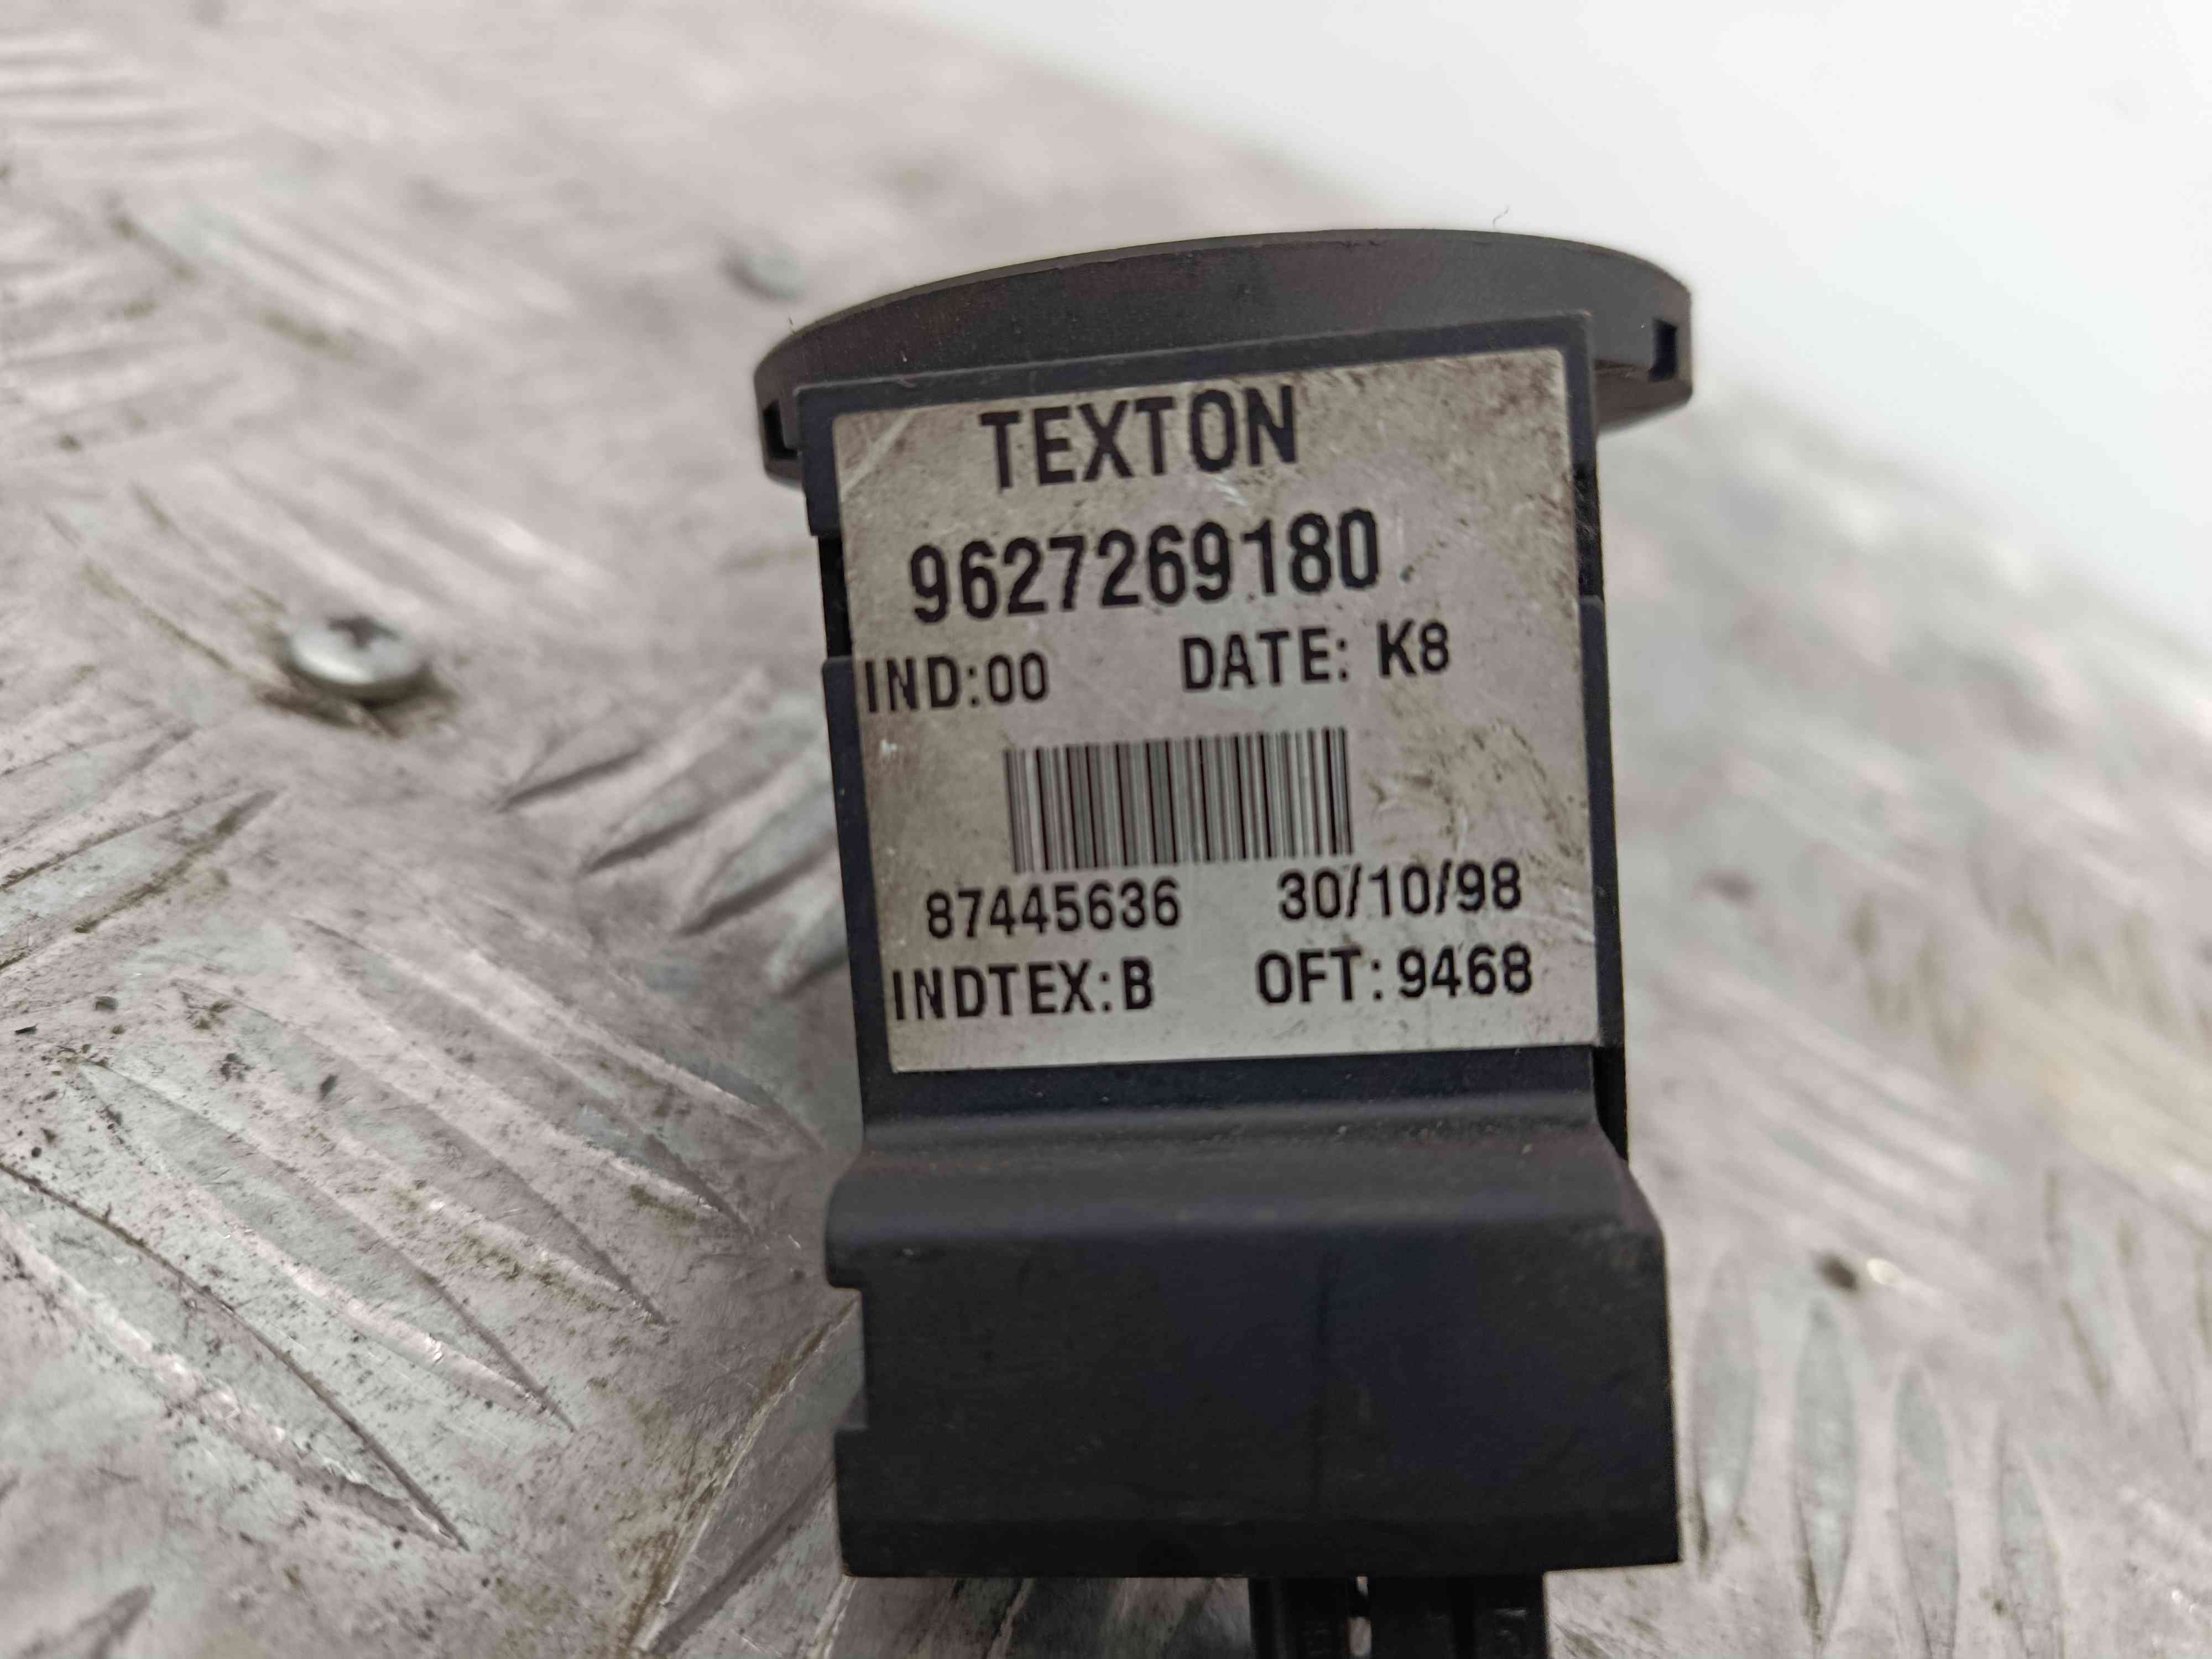 TEXTON
9627269180
IND:00 DATE: K8
87445636 30/10/98
INDTEX:B OFT:9468